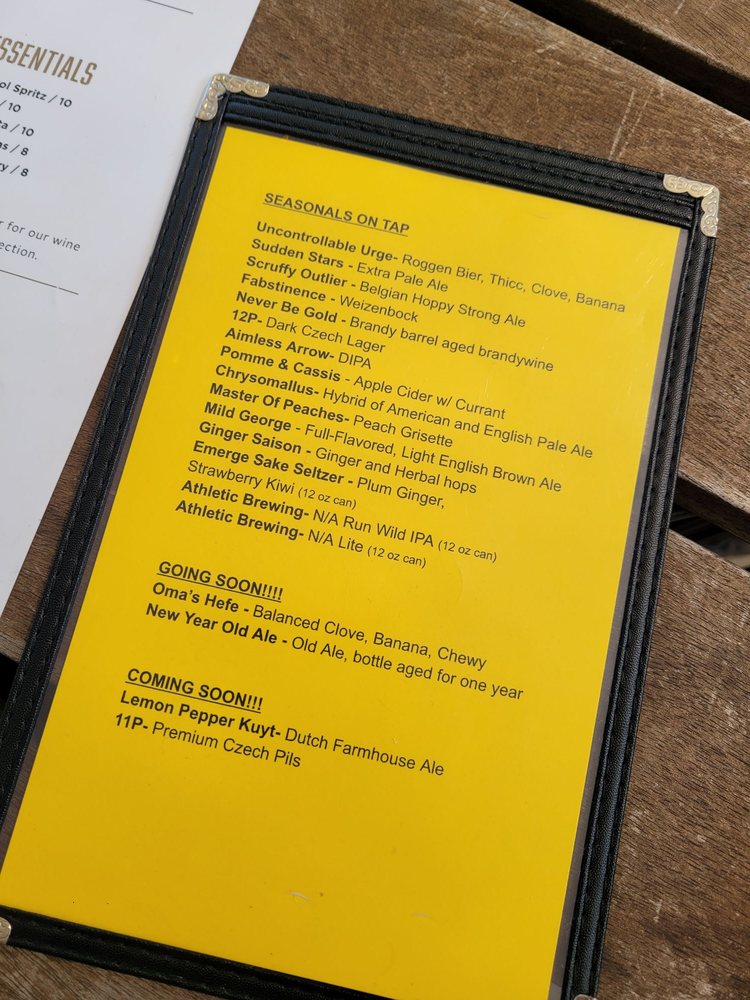 SSENTIALS
ol Spritz / 10
/ 10
ta / 10
ns / 8
ry / 8
r for our wine
ection.
SEASONALS ON TAP
Uncontrollable Urge- Roggen Bier, Thicc, Clove, Banana
Sudden Stars - Extra Pale Ale
Scruffy Outlier - Belgian Hoppy Strong Ale
Fabstinence - Weizenbock
Never Be Gold - Brandy barrel aged brandywine
12P- Dark Czech Lager
Aimless Arrow- DIPA
Pomme & Cassis - Apple Cider w/ Currant
Chrysomallus- Hybrid of American and English Pale Ale
Master Of Peaches- Peach Grisette
Mild George - Full-Flavored, Light English Brown Ale
Ginger Saison - Ginger and Herbal hops
Emerge Sake Seltzer - Plum Ginger,
Strawberry Kiwi (12 oz can)
Athletic Brewing- N/A Run Wild IPA (12 oz can)
Athletic Brewing- N/A Lite (12 oz can)
GOING SOON!!!!
Oma's Hefe - Balanced Clove, Banana, Chewy
New Year Old Ale - Old Ale, bottle aged for one year
COMING SOON!!!
Lemon Pepper Kuyt- Dutch Farmhouse Ale
11P- Premium Czech Pils